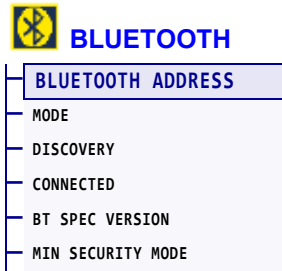 BLUETOOTH
BLUETOOTH ADDRESS
MODE
DISCOVERY
CONNECTED
BT SPEC VERSION
MIN SECURITY MODE